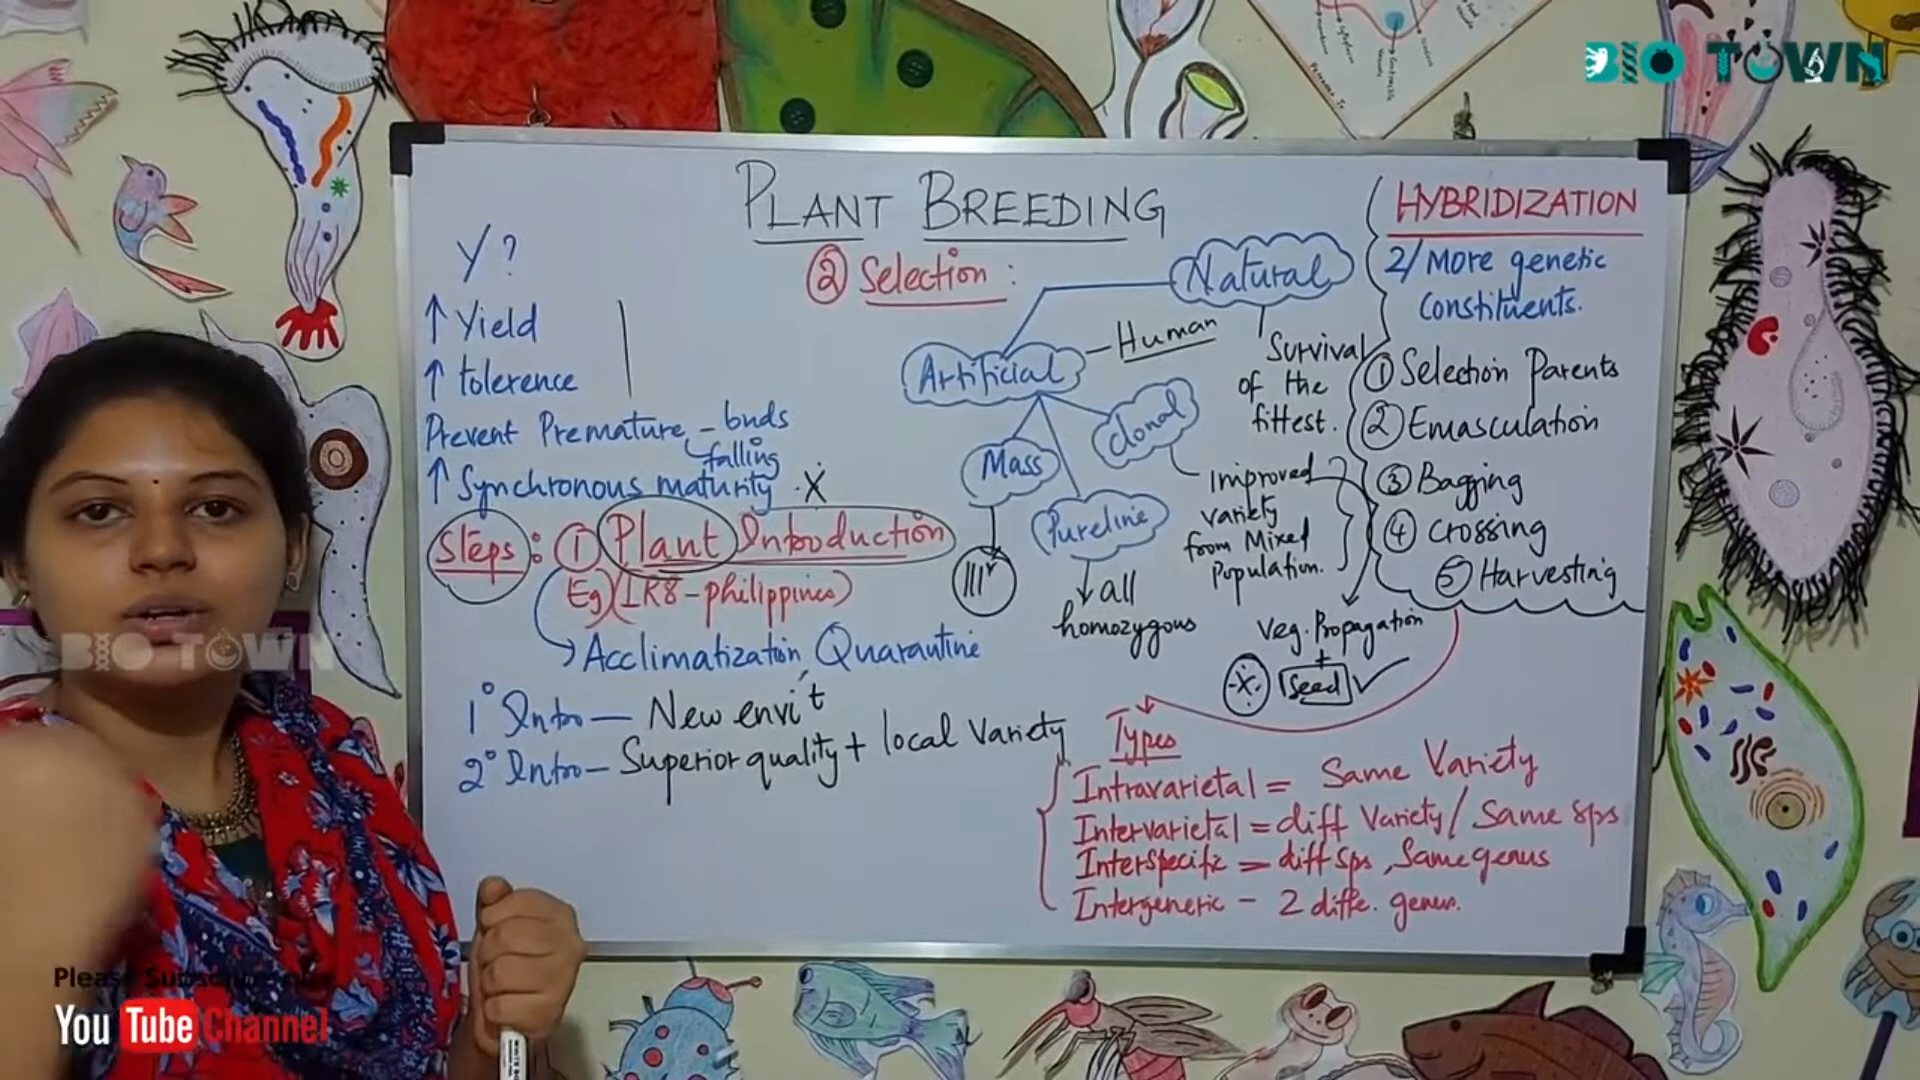 BIO TOWN
PLANT BREEDING
Y?
↑ Yield
↑ tolerence
Prevent Premature - buds
falling
↑ Synchronous maturity
Steps: ① Plant Introduction
Eg) (IR8 - philippines)
→ Acclimatization, Quarantine
1° Intro — New envi't
2° Intro — Superior quality + local Variety
② Selection :
Natural
Survival
of the
fittest.
Artificial
- Human
Mass
Pureline
↓ all
homozygous
clonal
Improved
variety
from Mixed
Population.
Veg. Propagation
+
Seed ✓
HYBRIDIZATION
2/More genetic
constituents.
① Selection Parents
② Emasculation
③ Bagging
④ Crossing
⑤ Harvesting
Types
Intravarietal = Same Variety
Intervarietal = diff Variety / Same sps
Interspecific = diff sps, Same genus
Intergeneric - 2 diffe. genus.
BIO TOWN
You Tube Channel